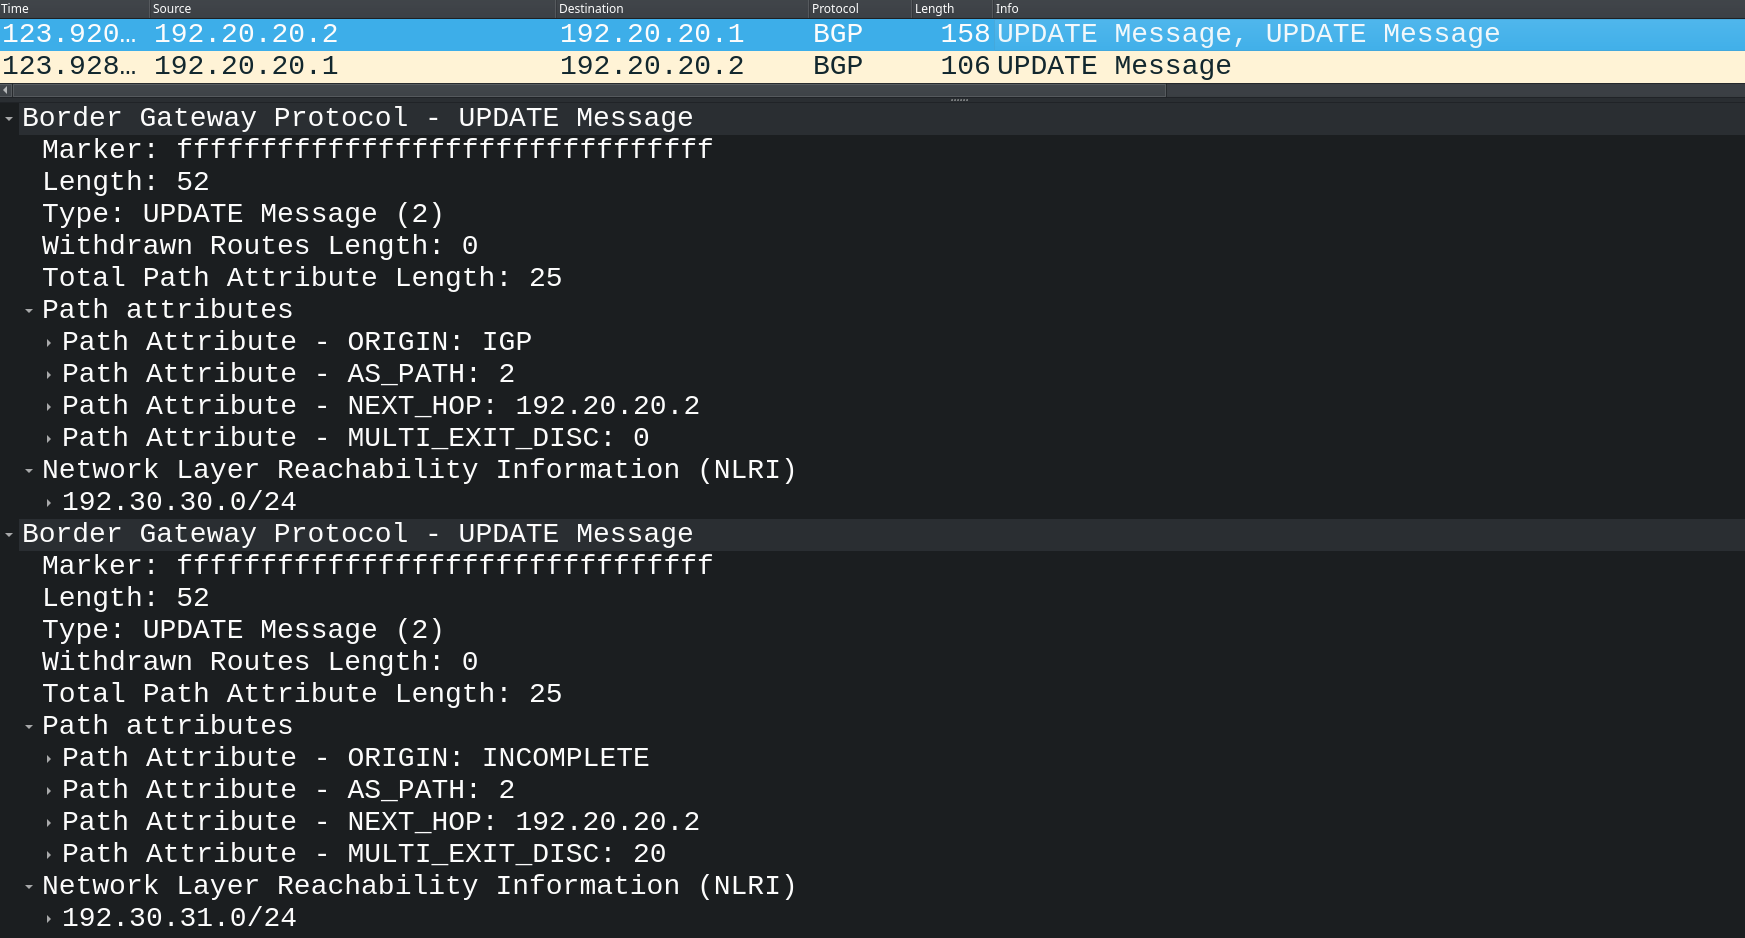 Time Source Destination Protocol Length Info
123.920… 192.20.20.2 192.20.20.1 BGP 158 UPDATE Message, UPDATE Message
123.928… 192.20.20.1 192.20.20.2 BGP 106 UPDATE Message
Border Gateway Protocol - UPDATE Message
Marker: ffffffffffffffffffffffffffffffff
Length: 52
Type: UPDATE Message (2)
Withdrawn Routes Length: 0
Total Path Attribute Length: 25
Path attributes
Path Attribute - ORIGIN: IGP
Path Attribute - AS_PATH: 2
Path Attribute - NEXT_HOP: 192.20.20.2
Path Attribute - MULTI_EXIT_DISC: 0
Network Layer Reachability Information (NLRI)
192.30.30.0/24
Border Gateway Protocol - UPDATE Message
Marker: ffffffffffffffffffffffffffffffff
Length: 52
Type: UPDATE Message (2)
Withdrawn Routes Length: 0
Total Path Attribute Length: 25
Path attributes
Path Attribute - ORIGIN: INCOMPLETE
Path Attribute - AS_PATH: 2
Path Attribute - NEXT_HOP: 192.20.20.2
Path Attribute - MULTI_EXIT_DISC: 20
Network Layer Reachability Information (NLRI)
192.30.31.0/24